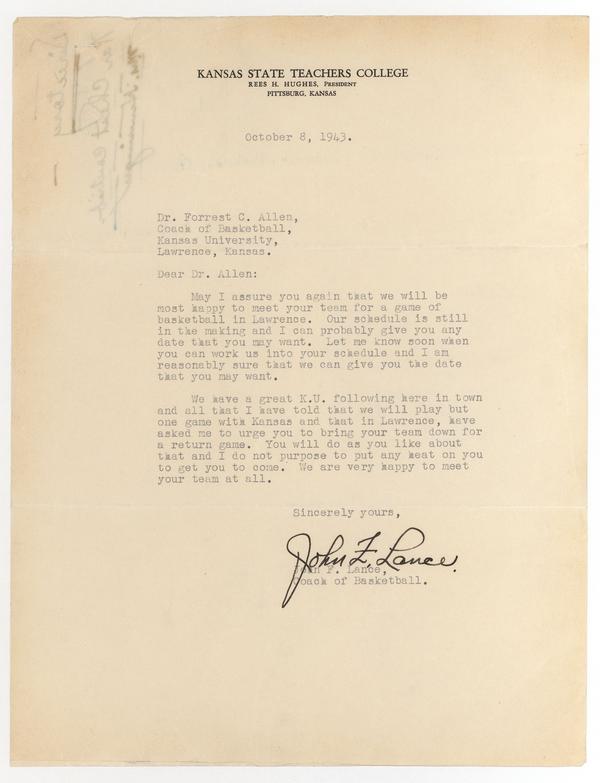 KANSAS STATE TEACHERS COLLEGE
REES H. HUGHES, PRESIDENT
PITTSBURG, KANSAS
October 8, 1943.
Dr. Forrest C. Allen,
Coach of Basketball,
Kansas University,
Lawrence, Kansas.
Dear Dr. Allen:
May I assure you again that we will be
most happy to meet your team for a game of
basketball in Lawrence. Our schedule is still
in the making and I can probably give you any
date that you may want. Let me know soon when
you can work us into your schedule and I am
reasonably sure that we can give you the date
that you may want.
We have a great K.U. following here in town
and all that I have told that we will play but
one game with Kansas and that in Lawrence, have
asked me to urge you to bring your team down for
a return game. You will do as you like about
that and I do not purpose to put any heat on you
to get you to come. We are very happy to meet
your team at all.
Sincerely yours,
John F. Lance.
John F. Lance,
Coach of Basketball.